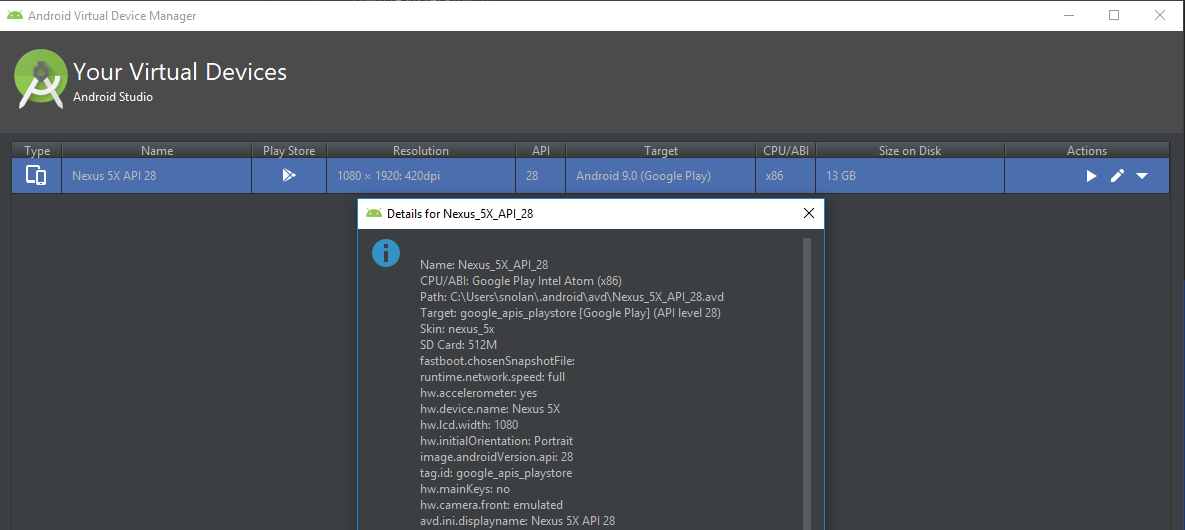 Android Virtual Device Manager
Your Virtual Devices
Android Studio
Type Name Play Store Resolution API Target CPU/ABI Size on Disk Actions
Nexus 5X API 28 1080 × 1920: 420dpi 28 Android 9.0 (Google Play) x86 13 GB
Details for Nexus_5X_API_28
Name: Nexus_5X_API_28
CPU/ABI: Google Play Intel Atom (x86)
Path: C:\Users\snolan\.android\avd\Nexus_5X_API_28.avd
Target: google_apis_playstore [Google Play] (API level 28)
Skin: nexus_5x
SD Card: 512M
fastboot.chosenSnapshotFile:
runtime.network.speed: full
hw.accelerometer: yes
hw.device.name: Nexus 5X
hw.lcd.width: 1080
hw.initialOrientation: Portrait
image.androidVersion.api: 28
tag.id: google_apis_playstore
hw.mainKeys: no
hw.camera.front: emulated
avd.ini.displayname: Nexus 5X API 28